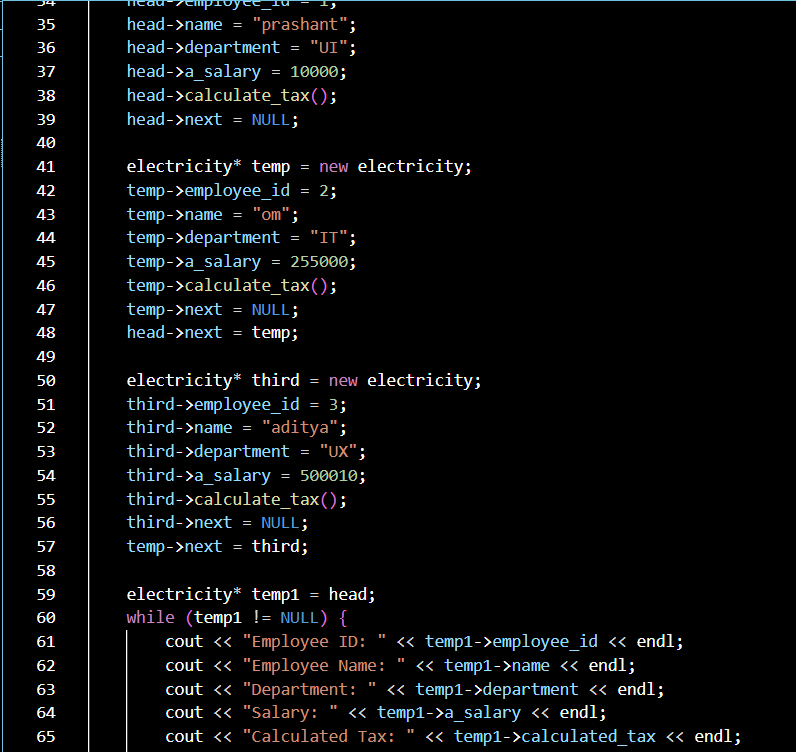 34 head->employee_id = 1;
35 head->name = "prashant";
36 head->department = "UI";
37 head->a_salary = 10000;
38 head->calculate_tax();
39 head->next = NULL;
40
41 electricity* temp = new electricity;
42 temp->employee_id = 2;
43 temp->name = "om";
44 temp->department = "IT";
45 temp->a_salary = 255000;
46 temp->calculate_tax();
47 temp->next = NULL;
48 head->next = temp;
49
50 electricity* third = new electricity;
51 third->employee_id = 3;
52 third->name = "aditya";
53 third->department = "UX";
54 third->a_salary = 500010;
55 third->calculate_tax();
56 third->next = NULL;
57 temp->next = third;
58
59 electricity* temp1 = head;
60 while (temp1 != NULL) {
61 cout << "Employee ID: " << temp1->employee_id << endl;
62 cout << "Employee Name: " << temp1->name << endl;
63 cout << "Department: " << temp1->department << endl;
64 cout << "Salary: " << temp1->a_salary << endl;
65 cout << "Calculated Tax: " << temp1->calculated_tax << endl;